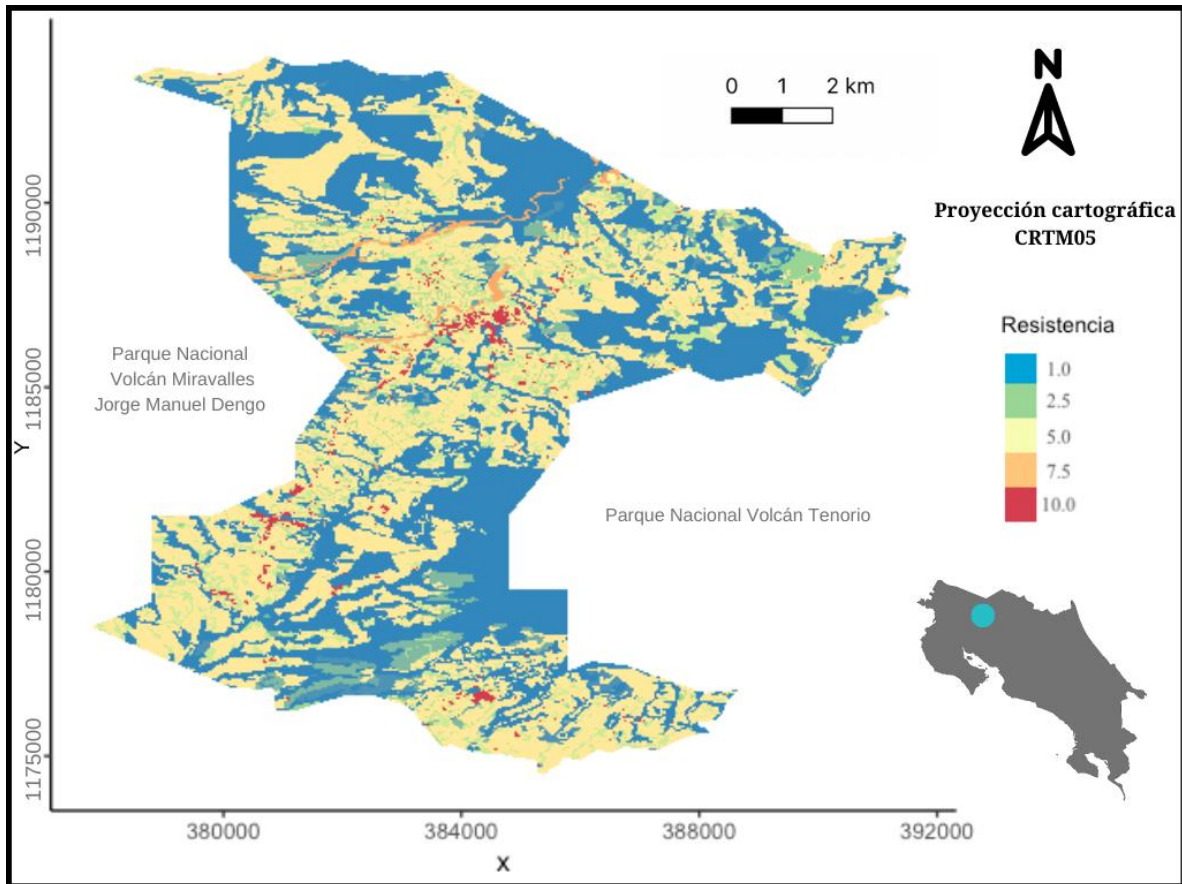 0 1 2 km
N
Proyección cartográfica
CRTM05
Resistencia
1.0
2.5
5.0
7.5
10.0
Parque Nacional
Volcán Miravalles
Jorge Manuel Dengo
Parque Nacional Volcán Tenorio
Y
1190000
1185000
1180000
1175000
380000 384000 388000 392000
X